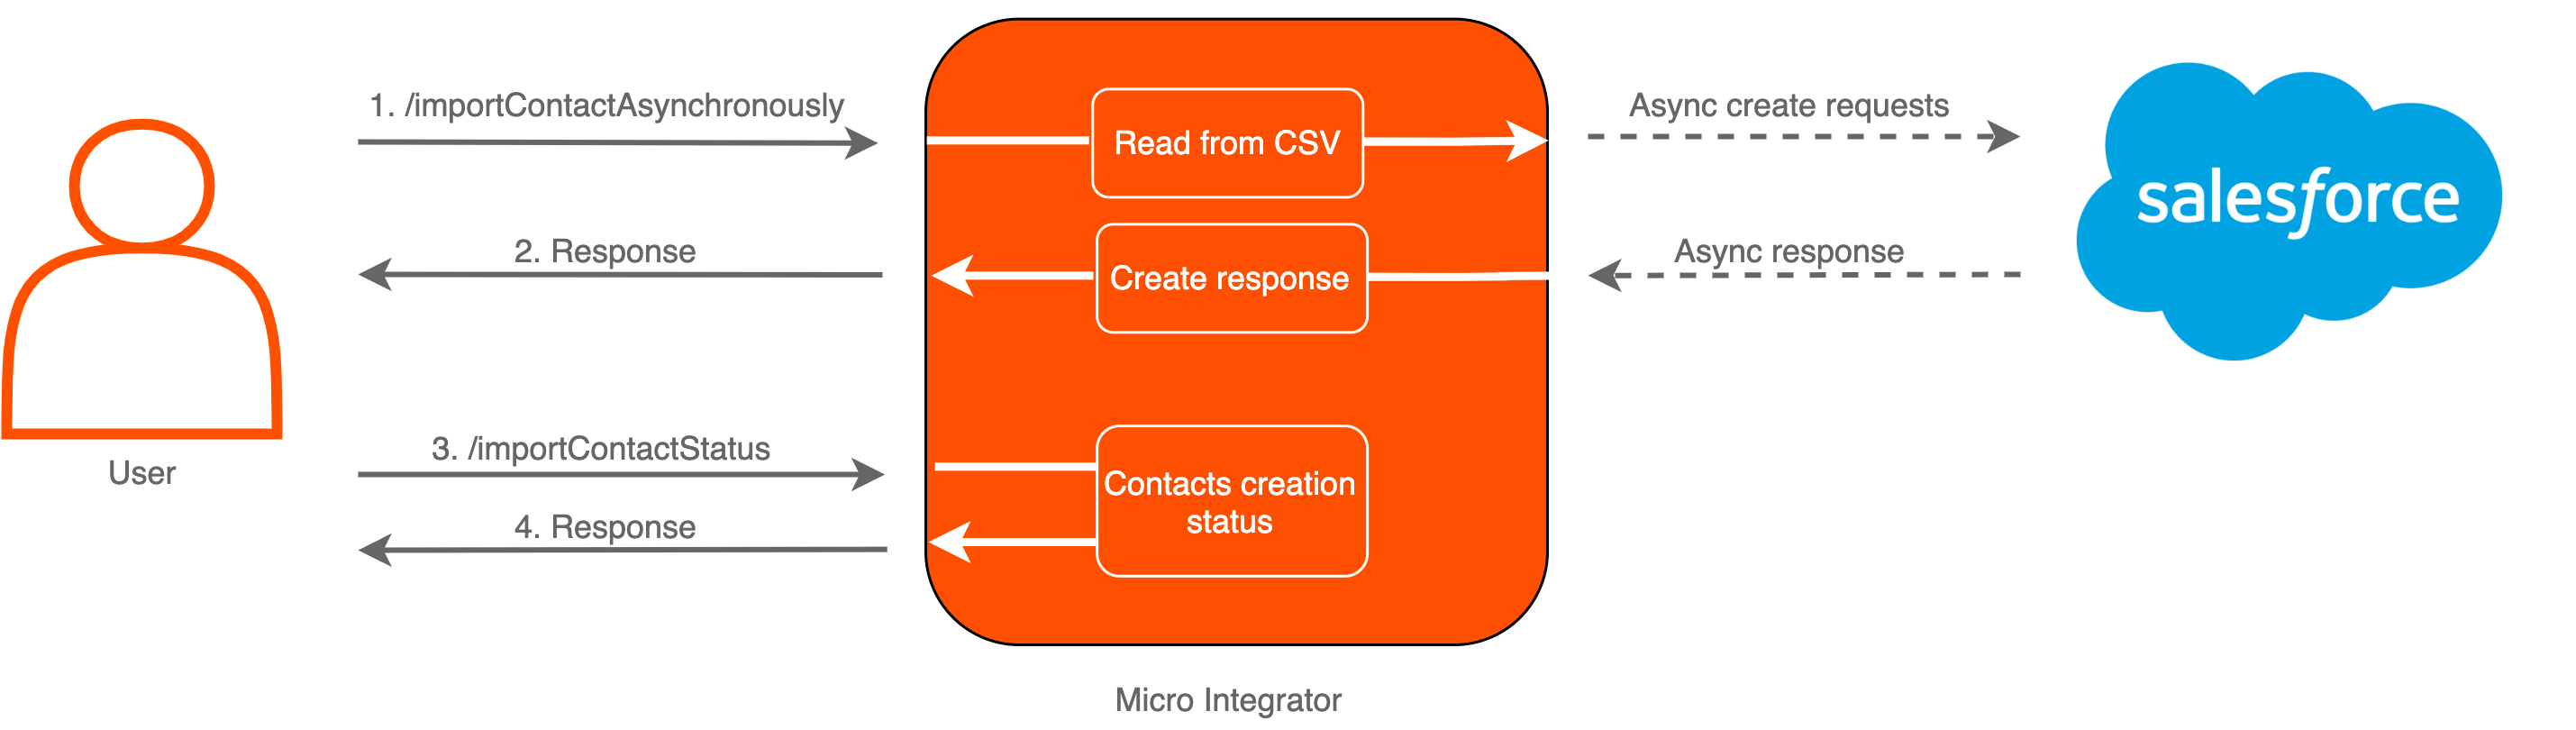 1. /importContactAsynchronously
Read from CSV
Async create requests
salesforce
2. Response
Create response
Async response
3. /importContactStatus
Contacts creation
status
4. Response
User
Micro Integrator